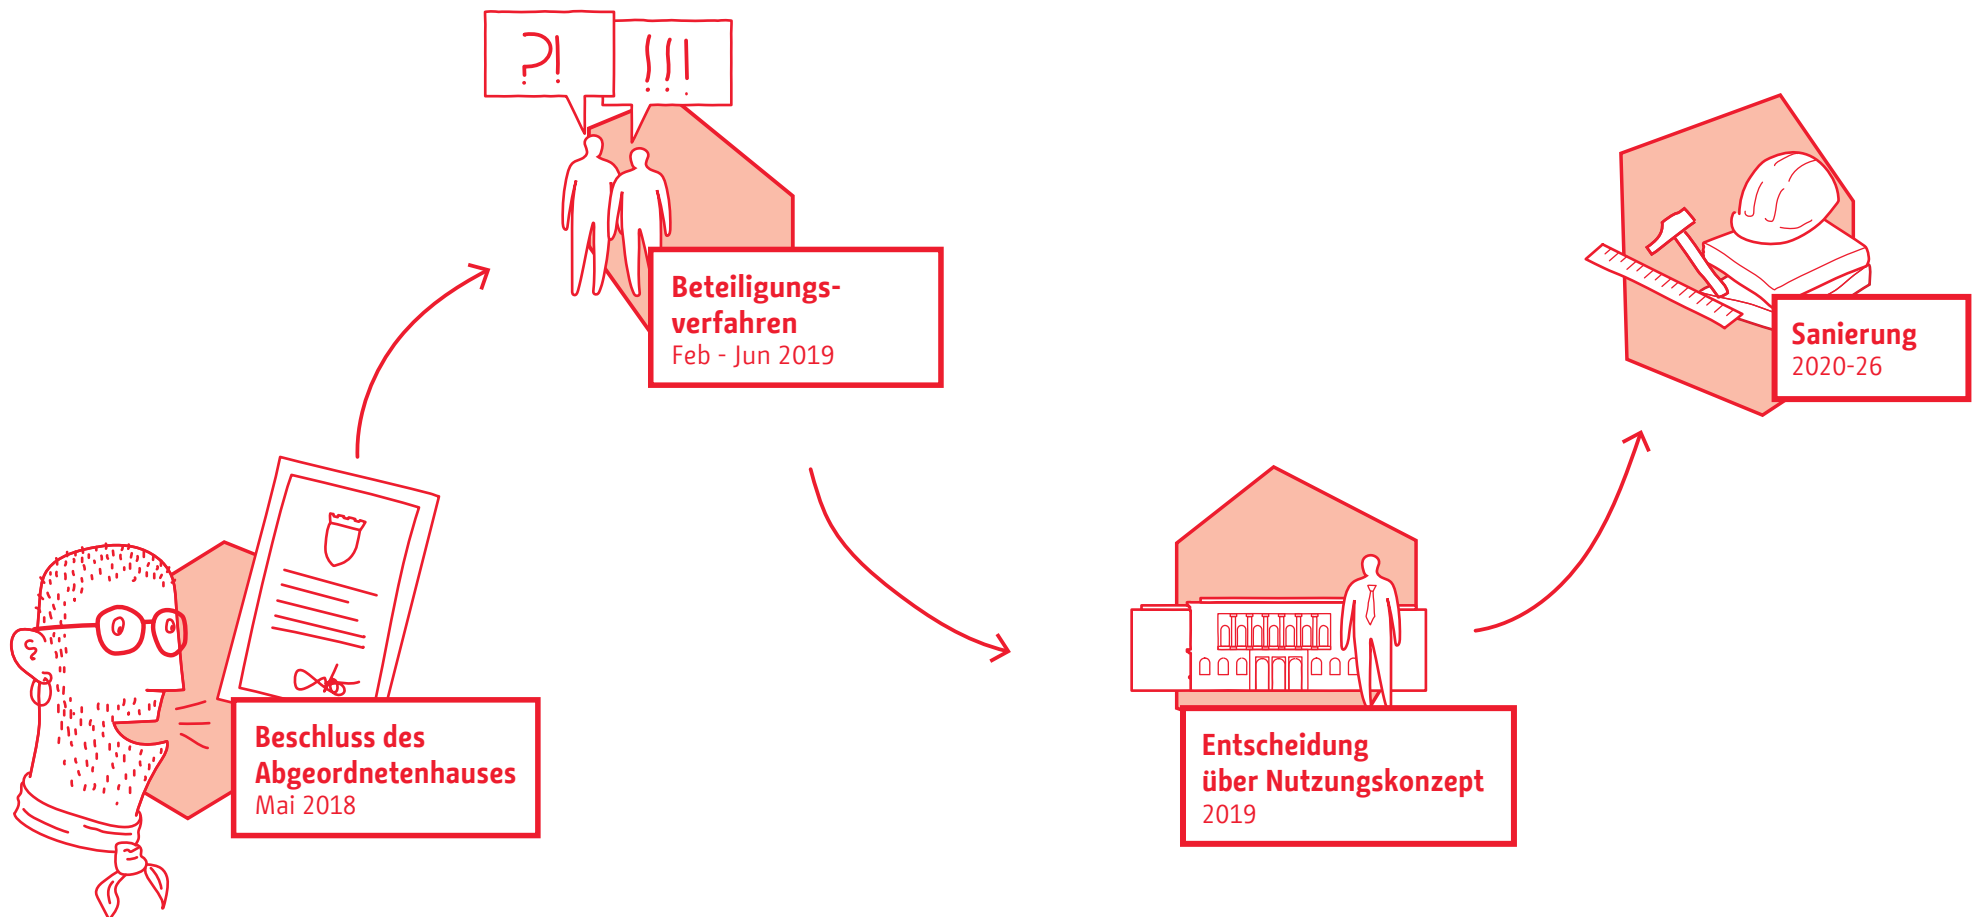 ?!
!!!
Beteiligungs-
verfahren
Feb - Jun 2019
Sanierung
2020-26
Beschluss des
Abgeordnetenhauses
Mai 2018
Entscheidung
über Nutzungskonzept
2019